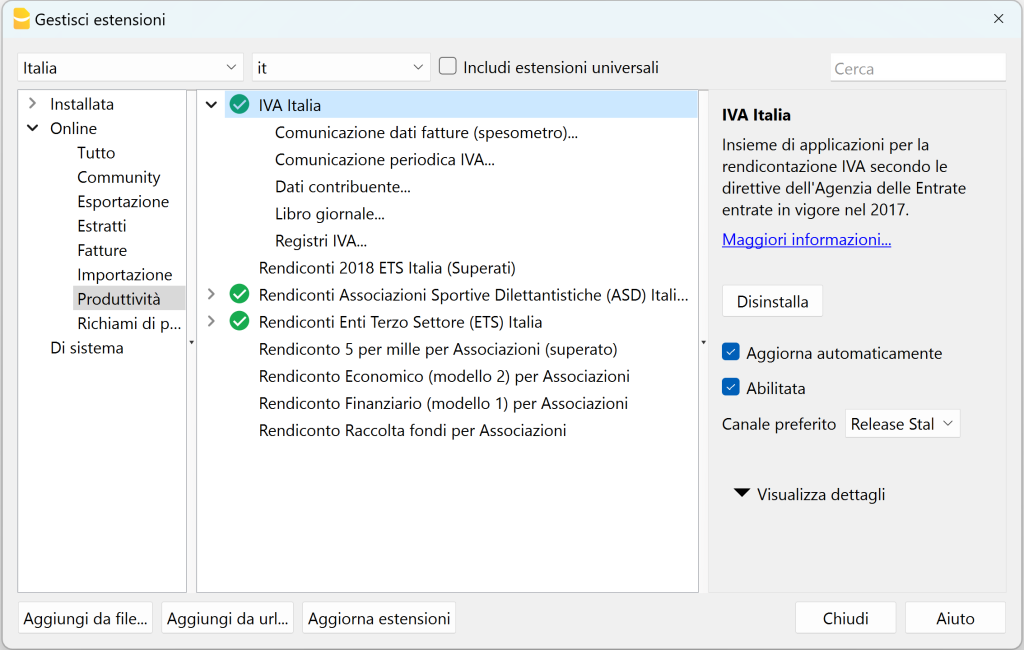 Gestisci estensioni
Italia
it
Includi estensioni universali
Cerca
Installata
Online
Tutto
Community
Esportazione
Estratti
Fatture
Importazione
Produttività
Richiami di p...
Di sistema
IVA Italia
Comunicazione dati fatture (spesometro)...
Comunicazione periodica IVA...
Dati contribuente...
Libro giornale...
Registri IVA...
Rendiconti 2018 ETS Italia (Superati)
Rendiconti Associazioni Sportive Dilettantistiche (ASD) Itali...
Rendiconti Enti Terzo Settore (ETS) Italia
Rendiconto 5 per mille per Associazioni (superato)
Rendiconto Economico (modello 2) per Associazioni
Rendiconto Finanziario (modello 1) per Associazioni
Rendiconto Raccolta fondi per Associazioni
IVA Italia
Insieme di applicazioni per la
rendicontazione IVA secondo le
direttive dell'Agenzia delle Entrate
entrate in vigore nel 2017.
Maggiori informazioni...
Disinstalla
Aggiorna automaticamente
Abilitata
Canale preferito
Release Stal
Visualizza dettagli
Aggiungi da file...
Aggiungi da url...
Aggiorna estensioni
Chiudi
Aiuto